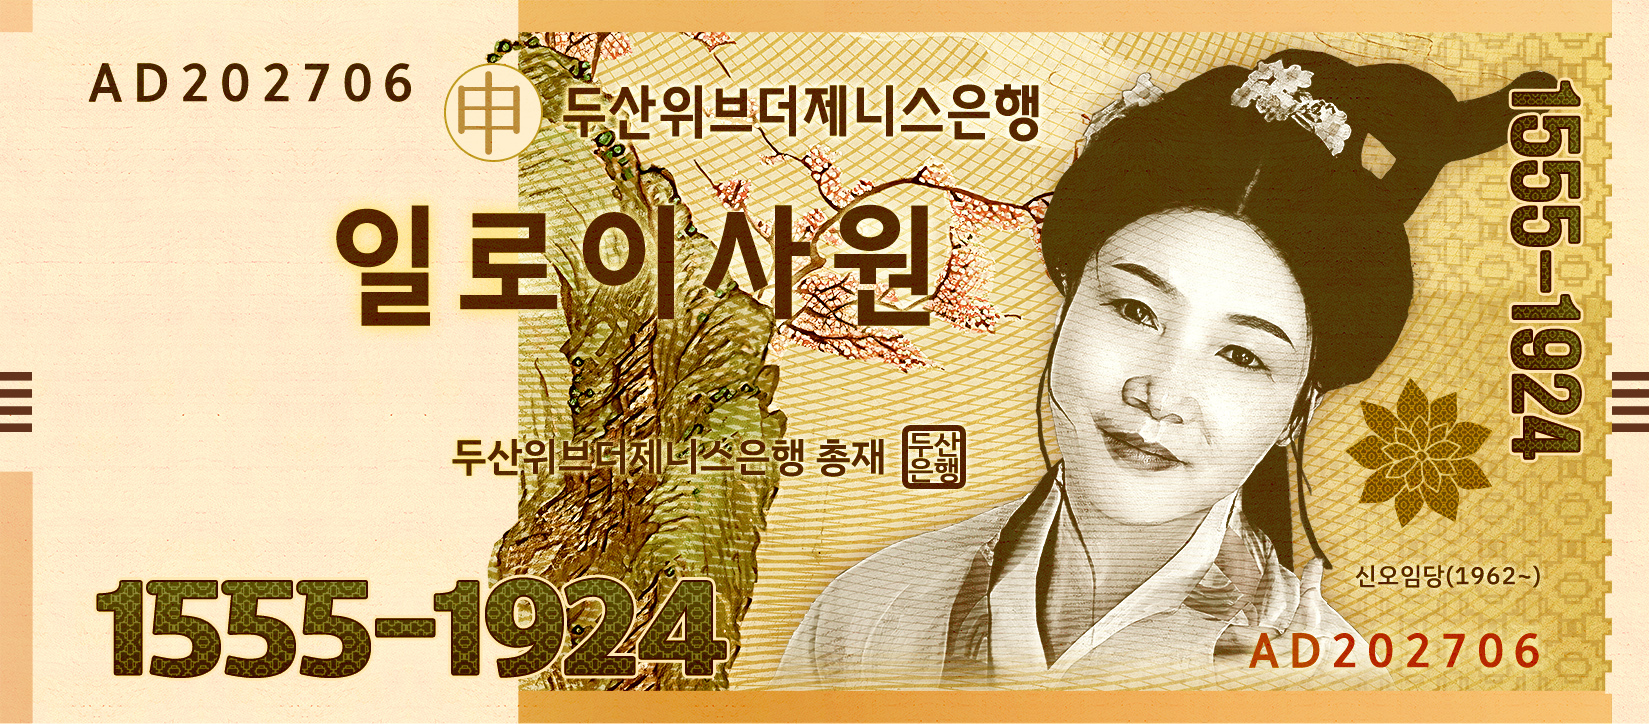 AD202706
申 두산위브더제니스은행
일로이사원
두산위브더제니스은행 총재
두산
은행
1555-1924
1555-1924
신오임당(1962~)
AD202706